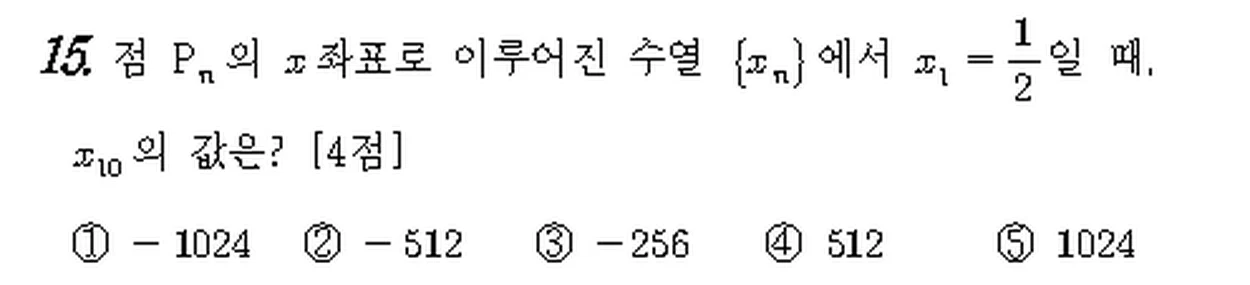 15. 점 Pₙ의 x좌표로 이루어진 수열 {xₙ}에서 x₁ = 1/2 일 때,
x₁₀의 값은? [4점]
① − 1024 ② − 512 ③ − 256 ④ 512 ⑤ 1024